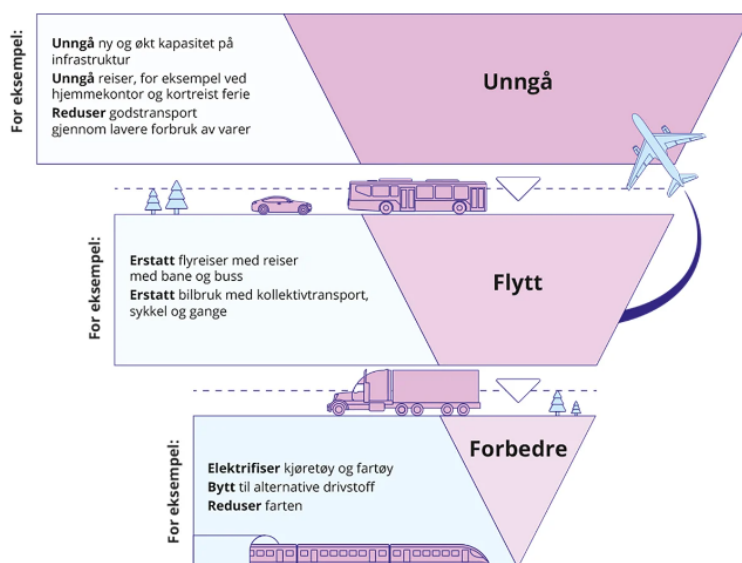 For eksempel:
Unngå ny og økt kapasitet på
infrastruktur
Unngå reiser, for eksempel ved
hjemmekontor og kortreist ferie
Reduser godstransport
gjennom lavere forbruk av varer
Unngå
For eksempel:
Erstatt flyreiser med reiser
med bane og buss
Erstatt bilbruk med kollektivtransport,
sykkel og gange
Flytt
For eksempel:
Elektrifiser kjøretøy og fartøy
Bytt til alternative drivstoff
Reduser farten
Forbedre